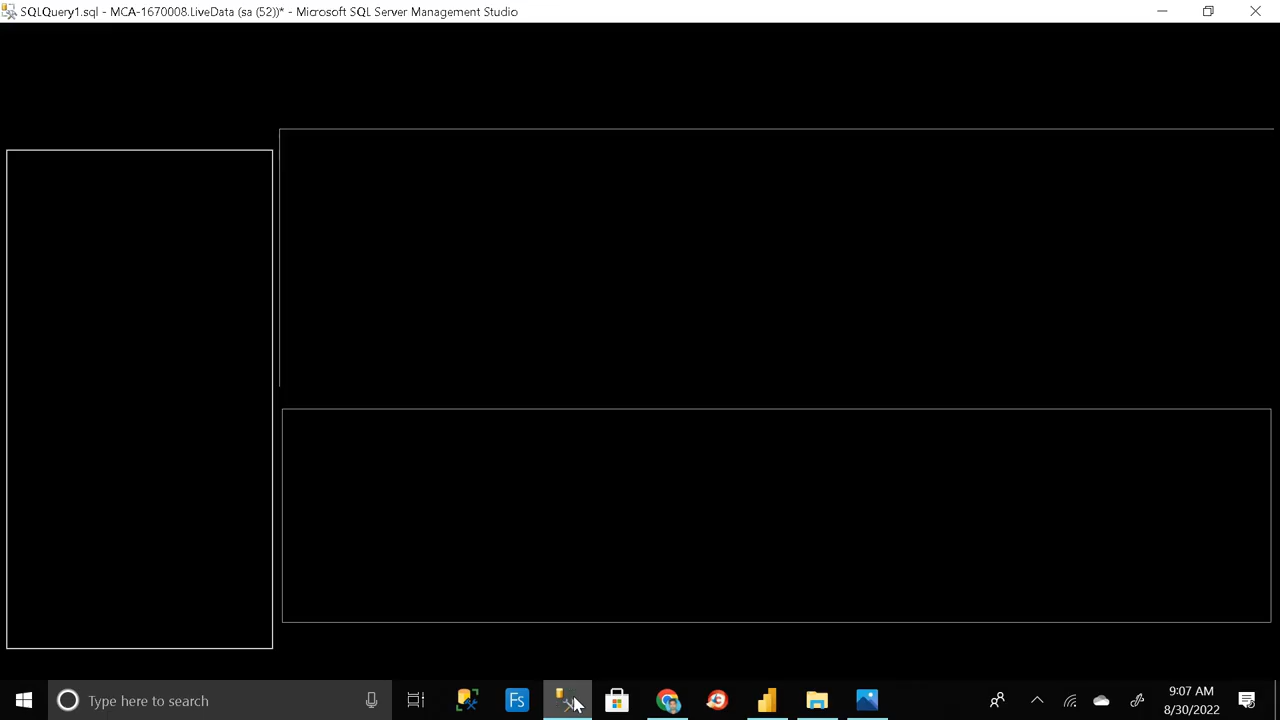 SQLQuery1.sql - MCA-1670008.LiveData (sa (52))* - Microsoft SQL Server Management Studio
Type here to search
Fs
9:07 AM
8/30/2022